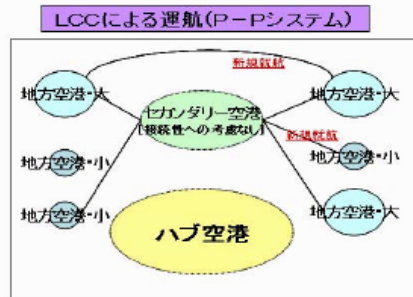 LCCによる運航(P-Pシステム)
新規就航
地方空港・大
地方空港・大
セカンダリー空港
[接続性への考慮なし]
新規就航
地方空港・小
地方空港・小
地方空港・小
地方空港・大
ハブ空港